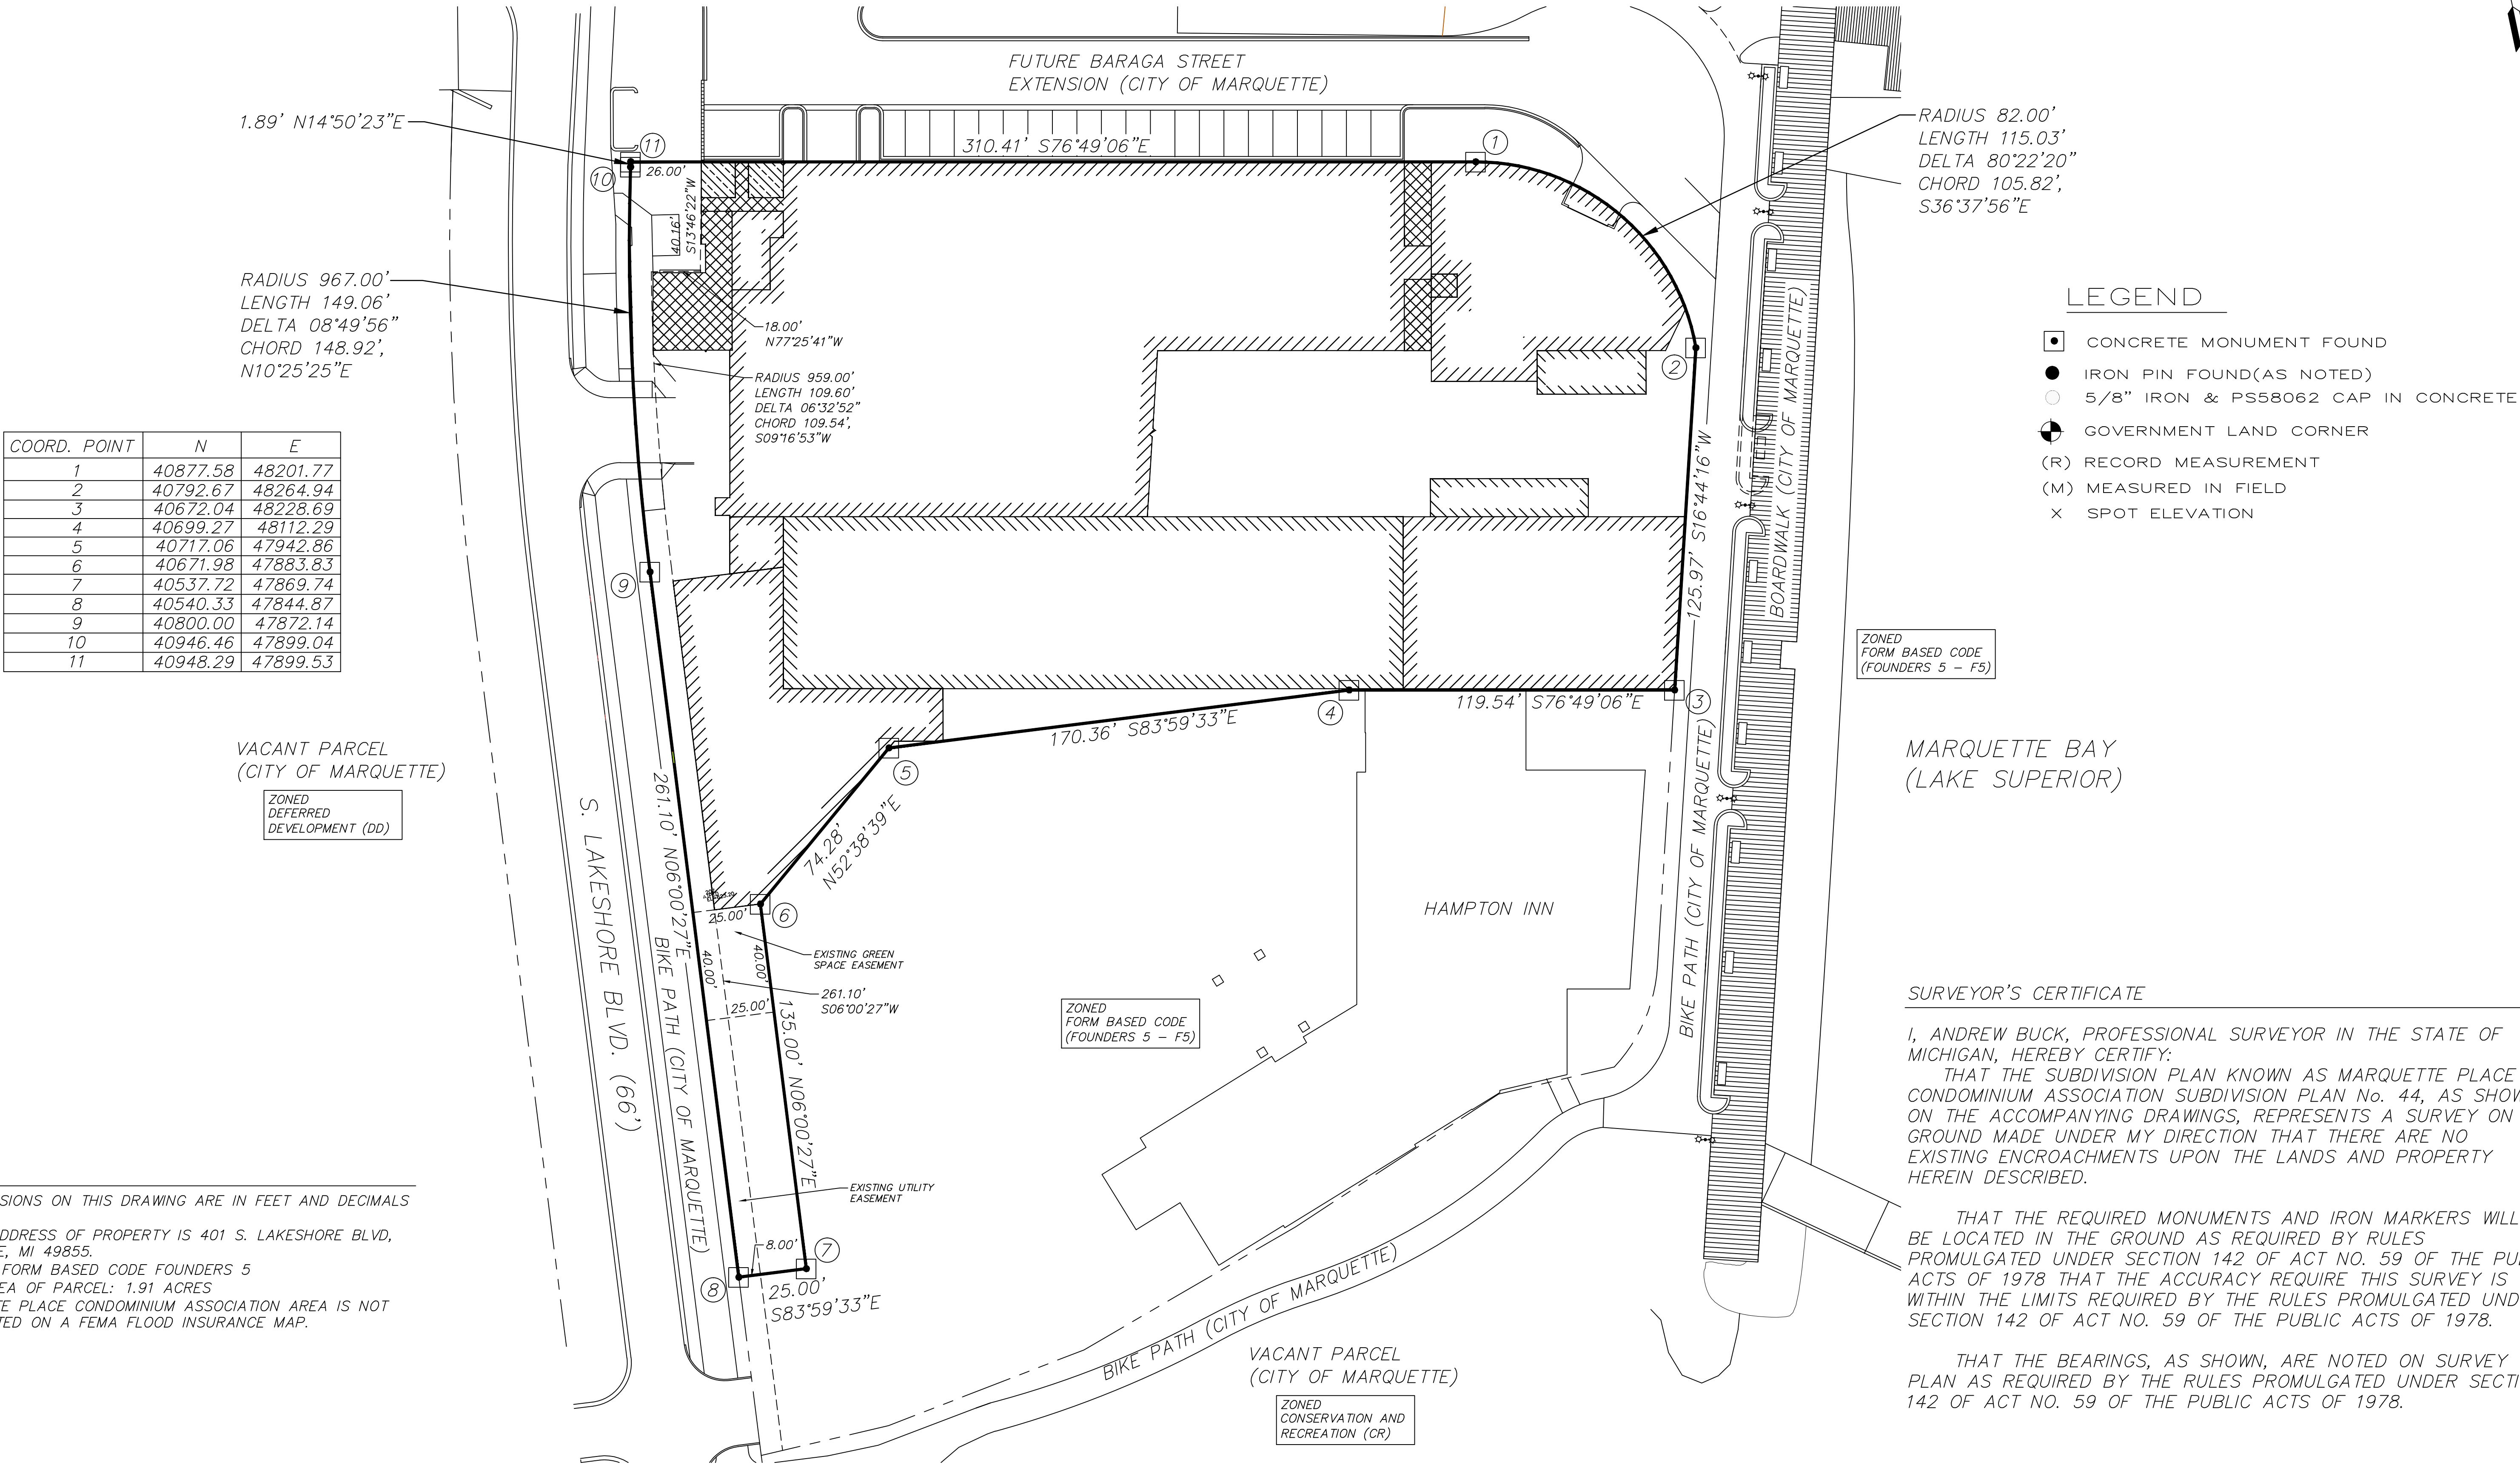 FUTURE BARAGA STREET
EXTENSION (CITY OF MARQUETTE)
1.89' N14°50'23"E
11
10
26.00'
310.41' S76°49'06"E
1
RADIUS 82.00'
LENGTH 115.03'
DELTA 80°22'20"
CHORD 105.82',
S36°37'56"E
40.16'
S13°46'22"W
RADIUS 967.00'
LENGTH 149.06'
DELTA 08°49'56"
CHORD 148.92',
N10°25'25"E
18.00'
N77°25'41"W
RADIUS 959.00'
LENGTH 109.60'
DELTA 06°32'52"
CHORD 109.54',
S09°16'53"W
2
LEGEND
CONCRETE MONUMENT FOUND
IRON PIN FOUND(AS NOTED)
5/8" IRON & PS58062 CAP IN CONCRETE
GOVERNMENT LAND CORNER
(R) RECORD MEASUREMENT
(M) MEASURED IN FIELD
X SPOT ELEVATION
COORD. POINT N E
1 40877.58 48201.77
2 40792.67 48264.94
3 40672.04 48228.69
4 40699.27 48112.29
5 40717.06 47942.86
6 40671.98 47883.83
7 40537.72 47869.74
8 40540.33 47844.87
9 40800.00 47872.14
10 40946.46 47899.04
11 40948.29 47899.53
125.97' S16°44'16"W
BOARDWALK (CITY OF MARQUETTE)
9
ZONED
FORM BASED CODE
(FOUNDERS 5 - F5)
VACANT PARCEL
(CITY OF MARQUETTE)
ZONED
DEFERRED
DEVELOPMENT (DD)
S. LAKESHORE BLVD. (66')
261.10' N06°00'27"E
BIKE PATH (CITY OF MARQUETTE)
5
170.36' S83°59'33"E
4
119.54' S76°49'06"E
3
74.28'
N52°38'39"E
MARQUETTE BAY
(LAKE SUPERIOR)
BIKE PATH (CITY OF MARQUETTE)
HAMPTON INN
25.00'
6
EXISTING GREEN
SPACE EASEMENT
40.00'
40.00'
261.10'
S06°00'27"W
25.00'
135.00' N06°00'27"E
ZONED
FORM BASED CODE
(FOUNDERS 5 - F5)
EXISTING UTILITY
EASEMENT
8.00'
7
8
25.00'
S83°59'33"E
BIKE PATH (CITY OF MARQUETTE)
VACANT PARCEL
(CITY OF MARQUETTE)
ZONED
CONSERVATION AND
RECREATION (CR)
SIONS ON THIS DRAWING ARE IN FEET AND DECIMALS
DDRESS OF PROPERTY IS 401 S. LAKESHORE BLVD,
E, MI 49855.
FORM BASED CODE FOUNDERS 5
EA OF PARCEL: 1.91 ACRES
TE PLACE CONDOMINIUM ASSOCIATION AREA IS NOT
TED ON A FEMA FLOOD INSURANCE MAP.
SURVEYOR'S CERTIFICATE
I, ANDREW BUCK, PROFESSIONAL SURVEYOR IN THE STATE OF
MICHIGAN, HEREBY CERTIFY:
THAT THE SUBDIVISION PLAN KNOWN AS MARQUETTE PLACE
CONDOMINIUM ASSOCIATION SUBDIVISION PLAN No. 44, AS SHOW
ON THE ACCOMPANYING DRAWINGS, REPRESENTS A SURVEY ON
GROUND MADE UNDER MY DIRECTION THAT THERE ARE NO
EXISTING ENCROACHMENTS UPON THE LANDS AND PROPERTY
HEREIN DESCRIBED.
THAT THE REQUIRED MONUMENTS AND IRON MARKERS WILL
BE LOCATED IN THE GROUND AS REQUIRED BY RULES
PROMULGATED UNDER SECTION 142 OF ACT NO. 59 OF THE PU
ACTS OF 1978 THAT THE ACCURACY REQUIRE THIS SURVEY IS
WITHIN THE LIMITS REQUIRED BY THE RULES PROMULGATED UND
SECTION 142 OF ACT NO. 59 OF THE PUBLIC ACTS OF 1978.
THAT THE BEARINGS, AS SHOWN, ARE NOTED ON SURVEY
PLAN AS REQUIRED BY THE RULES PROMULGATED UNDER SECTI
142 OF ACT NO. 59 OF THE PUBLIC ACTS OF 1978.